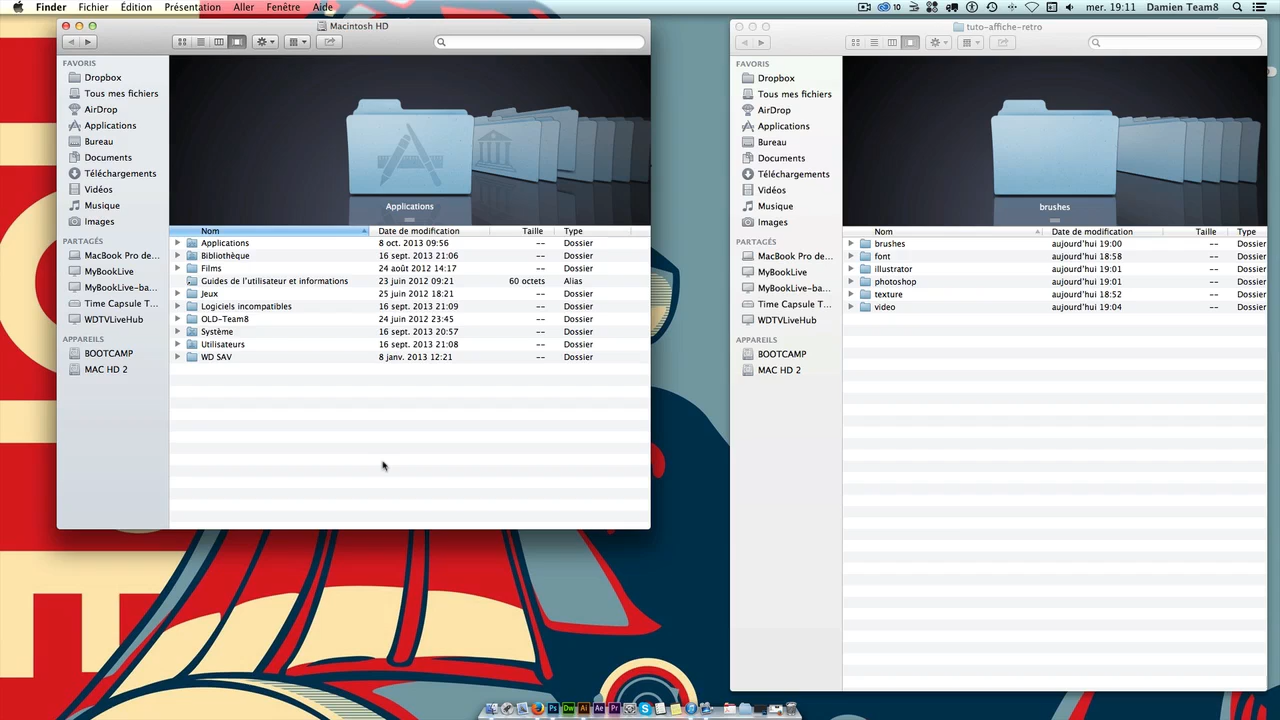 Finder Fichier Édition Présentation Aller Fenêtre Aide 10 mer. 19:11 Damien Team8
Macintosh HD
FAVORIS
Dropbox
Tous mes fichiers
AirDrop
Applications
Bureau
Documents
Téléchargements
Vidéos
Musique
Images
PARTAGÉS
MacBook Pro de...
MyBookLive
MyBookLive-ba...
Time Capsule T...
WDTVLiveHub
APPAREILS
BOOTCAMP
MAC HD 2
Applications
Nom Date de modification Taille Type
Applications 8 oct. 2013 09:56 -- Dossier
Bibliothèque 16 sept. 2013 21:06 -- Dossier
Films 24 août 2012 14:17 -- Dossier
Guides de l'utilisateur et informations 23 juin 2012 09:21 60 octets Alias
Jeux 25 juin 2012 18:21 -- Dossier
Logiciels incompatibles 16 sept. 2013 21:09 -- Dossier
OLD-Team8 24 juin 2012 23:45 -- Dossier
Système 16 sept. 2013 20:57 -- Dossier
Utilisateurs 16 sept. 2013 21:08 -- Dossier
WD SAV 8 janv. 2013 12:21 -- Dossier
tuto-affiche-retro
FAVORIS
Dropbox
Tous mes fichiers
AirDrop
Applications
Bureau
Documents
Téléchargements
Vidéos
Musique
Images
PARTAGÉS
MacBook Pro de...
MyBookLive
MyBookLive-ba...
Time Capsule T...
WDTVLiveHub
APPAREILS
BOOTCAMP
MAC HD 2
brushes
Nom Date de modification Taille Type
brushes aujourd'hui 19:00 -- Dossier
font aujourd'hui 18:58 -- Dossier
illustrator aujourd'hui 19:01 -- Dossier
photoshop aujourd'hui 19:01 -- Dossier
texture aujourd'hui 18:52 -- Dossier
video aujourd'hui 19:04 -- Dossier
Ps Dw Ai Ae Pr